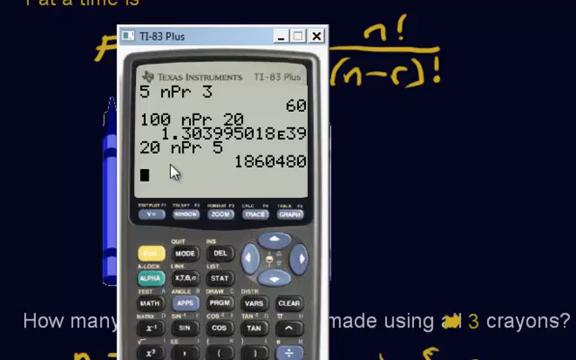 at a time is
n!
(n-r)!
TI-83 Plus
TEXAS INSTRUMENTS TI-83 Plus
5 nPr 3
60
100 nPr 20
1.303995018E39
20 nPr 5
1860480
STAT PLOT F1 TBLSET F2 FORMAT F3 CALC F4 TABLE F5
Y= WINDOW ZOOM TRACE GRAPH
QUIT INS
2nd MODE DEL
A-LOCK LINK LIST
ALPHA X,T,θ,n STAT
TEST A ANGLE B DRAW C DISTR
MATH APPS PRGM VARS CLEAR
x⁻¹ SIN COS TAN ^
x² , ( ) ÷
How many made using 3 crayons?